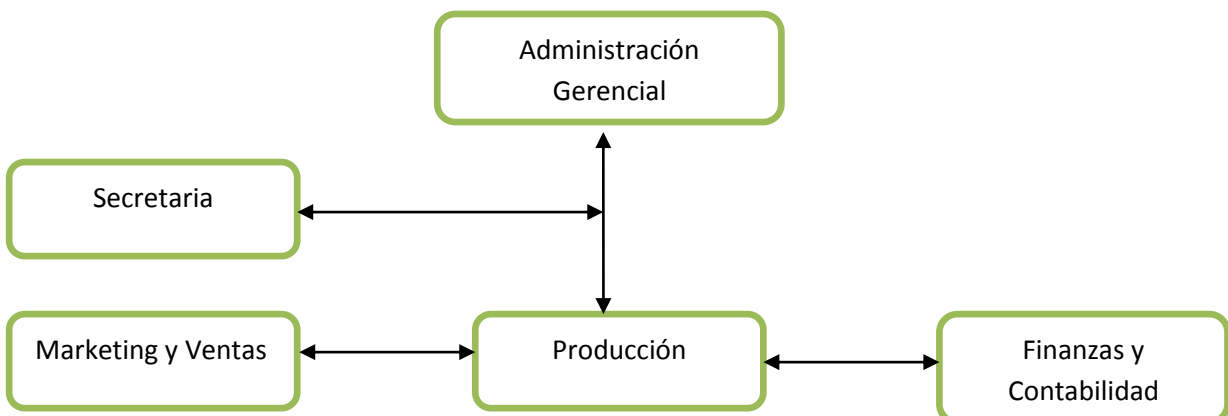 Administración
Gerencial
Secretaria
Marketing y Ventas
Producción
Finanzas y
Contabilidad